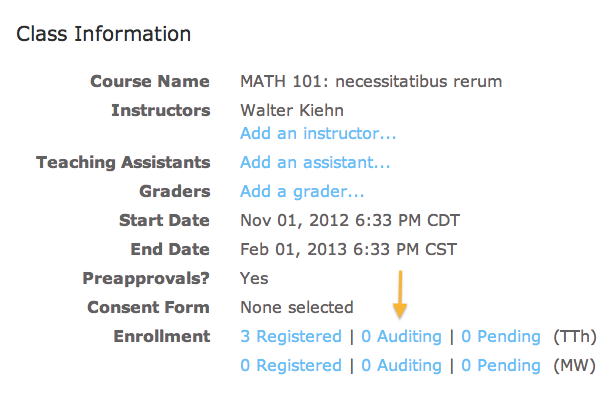 Class Information
Course Name MATH 101: necessitatibus rerum
Instructors Walter Kiehn
Add an instructor...
Teaching Assistants Add an assistant...
Graders Add a grader...
Start Date Nov 01, 2012 6:33 PM CDT
End Date Feb 01, 2013 6:33 PM CST
Preapprovals? Yes
Consent Form None selected
Enrollment 3 Registered | 0 Auditing | 0 Pending (TTh)
0 Registered | 0 Auditing | 0 Pending (MW)